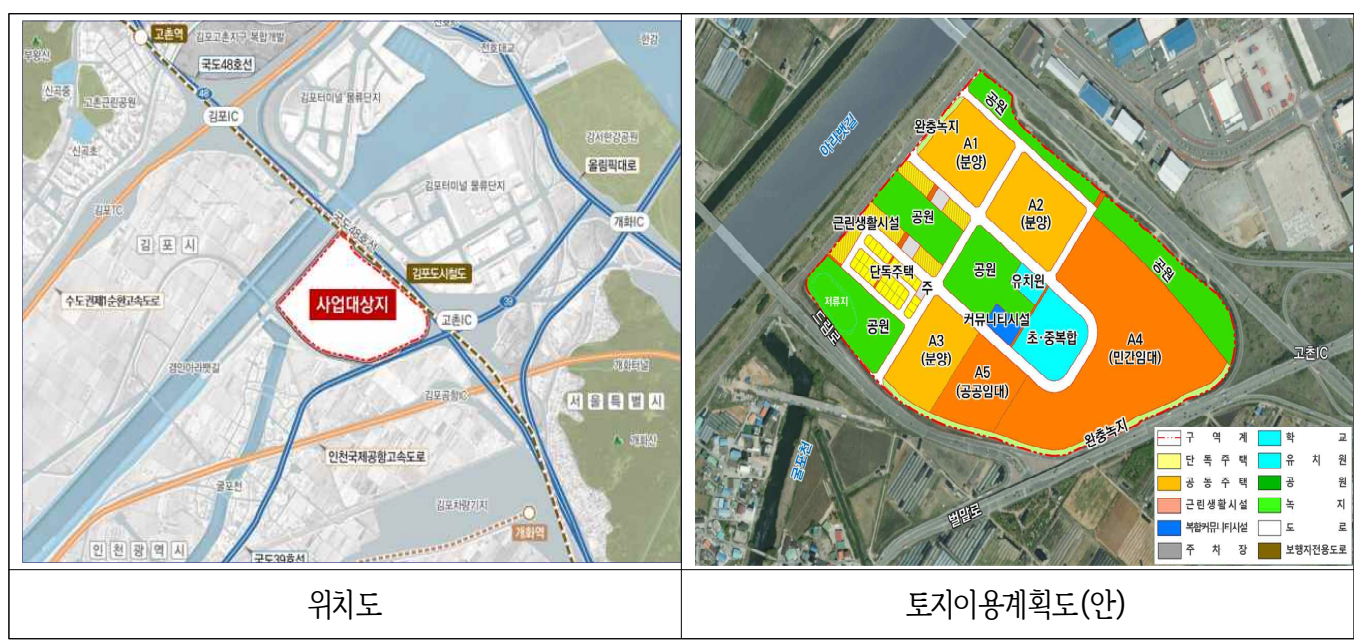 고촌역
김포고촌지구 복합개발
국도48호선
신곡중
고촌근린공원
신곡초
48
김포IC
김포터미널 물류단지
전호대교
한강
강서한강공원
올림픽대로
개화IC
김포TC
김포시
수도권제1순환고속도로
국도48호선
김포터미널 물류단지
김포도시철도
사업대상지
39
고촌IC
경인아라뱃길
개화터널
김포공항IC
서울특별시
개화산
인천국제공항고속도로
굴포천
김포차량기지
개화역
인천광역시
국도39호선
위치도
아라뱃길
완충녹지
공원
A1
(분양)
A2
(분양)
근린생활시설
공원
단독주택
주
공원
유치원
공원
저류지
공원
드림로
커뮤니티시설
초·중복합
A3
(분양)
A4
(민간임대)
A5
(공공임대)
고촌IC
완충녹지
굴포천
벌말로
구역계
학교
단독주택
유치원
공동주택
공원
근린생활시설
녹지
복합커뮤니티시설
도로
주차장
보행자전용도로
토지이용계획도(안)